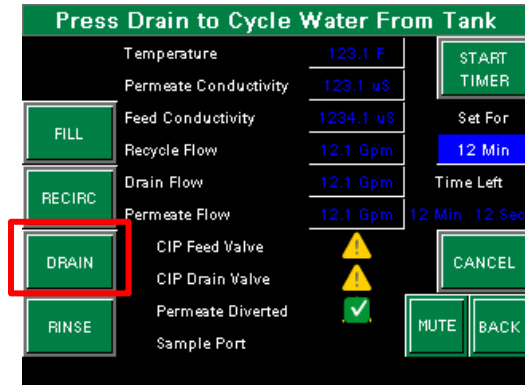 Press Drain to Cycle Water From Tank
Temperature 123.1 F
START
TIMER
Permeate Conductivity 123.1 uS
Feed Conductivity 1234.1 uS
Set For
FILL
Recycle Flow 12.1 Gpm
12 Min
Drain Flow 12.1 Gpm
Time Left
RECIRC
Permeate Flow 12.1 Gpm
12 Min 12 Sec
CIP Feed Valve
DRAIN
CIP Drain Valve
CANCEL
Permeate Diverted
RINSE
MUTE
BACK
Sample Port